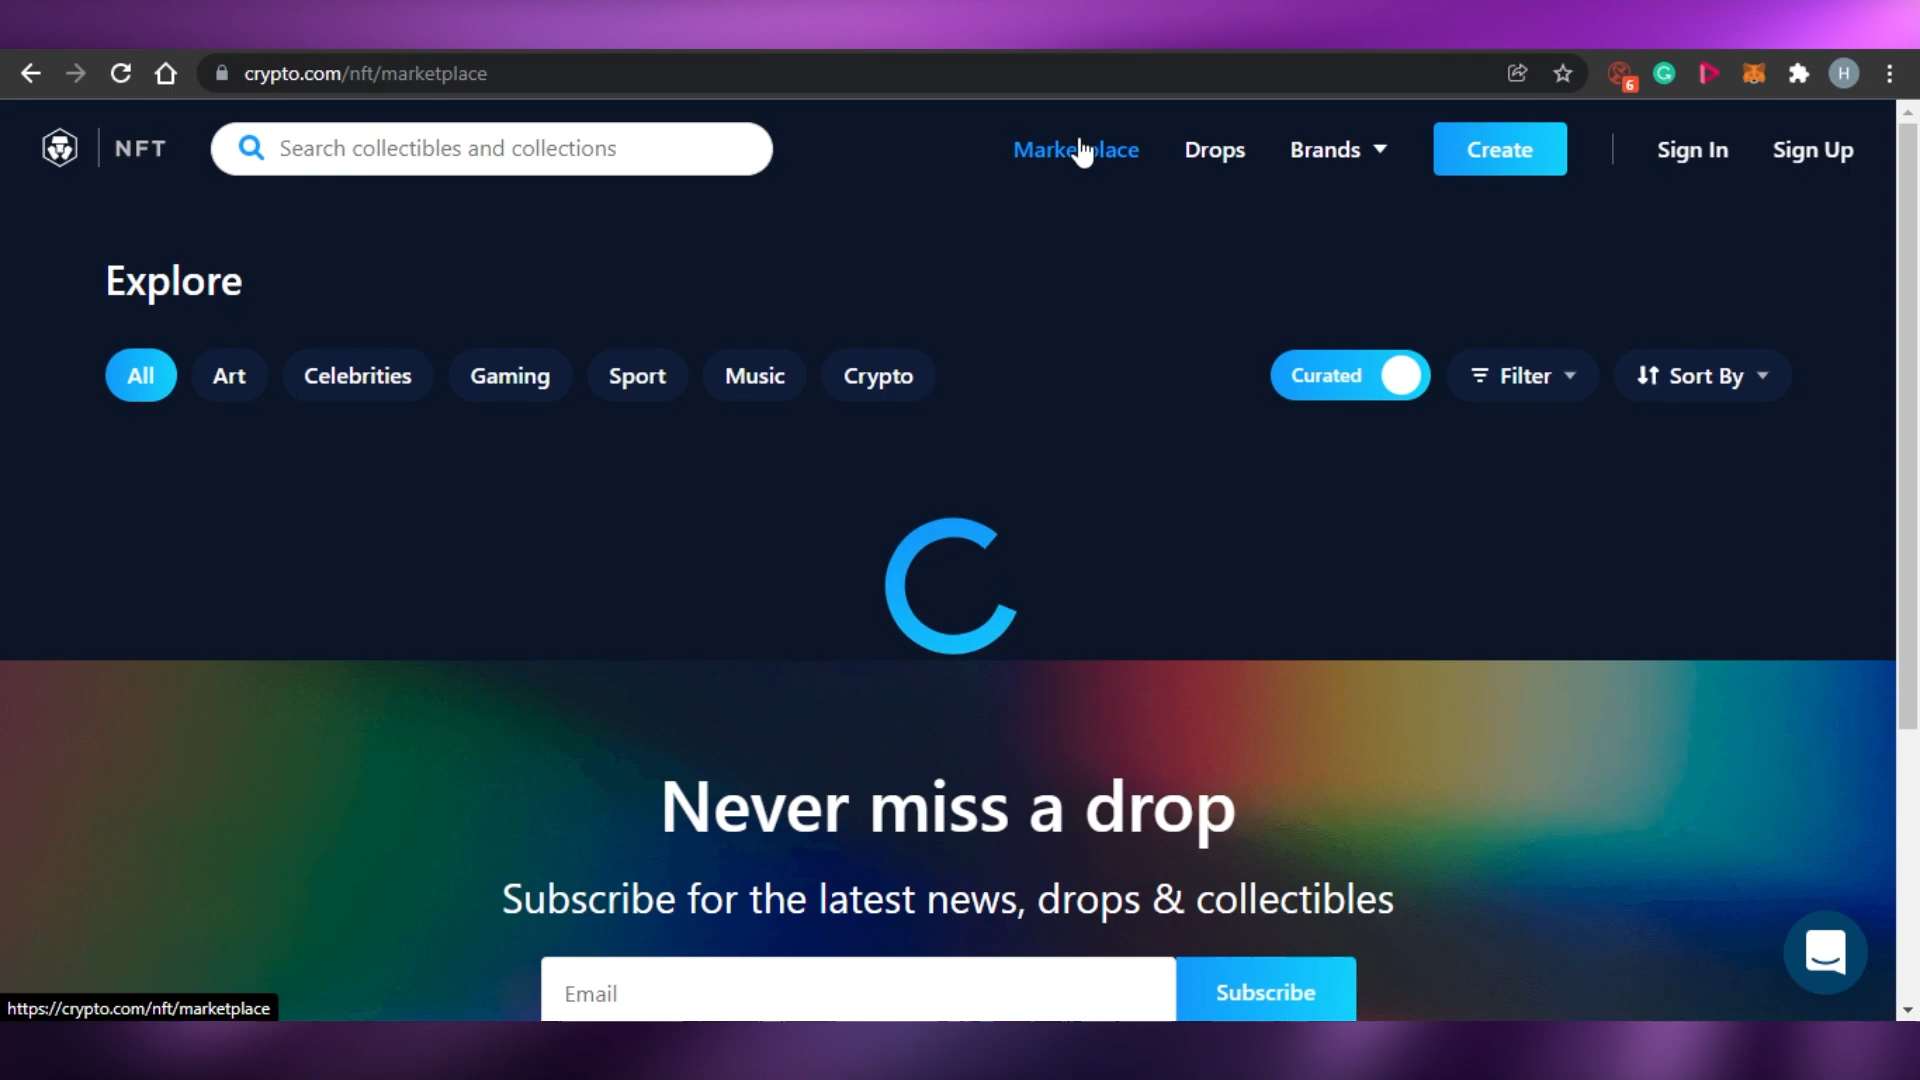 crypto.com/nft/marketplace
6
G
H
NFT
Search collectibles and collections
Marketplace
Drops
Brands
Create
Sign In
Sign Up
Explore
All
Art
Celebrities
Gaming
Sport
Music
Crypto
Curated
Filter
Sort By
Never miss a drop
Subscribe for the latest news, drops & collectibles
Email
Subscribe
https://crypto.com/nft/marketplace